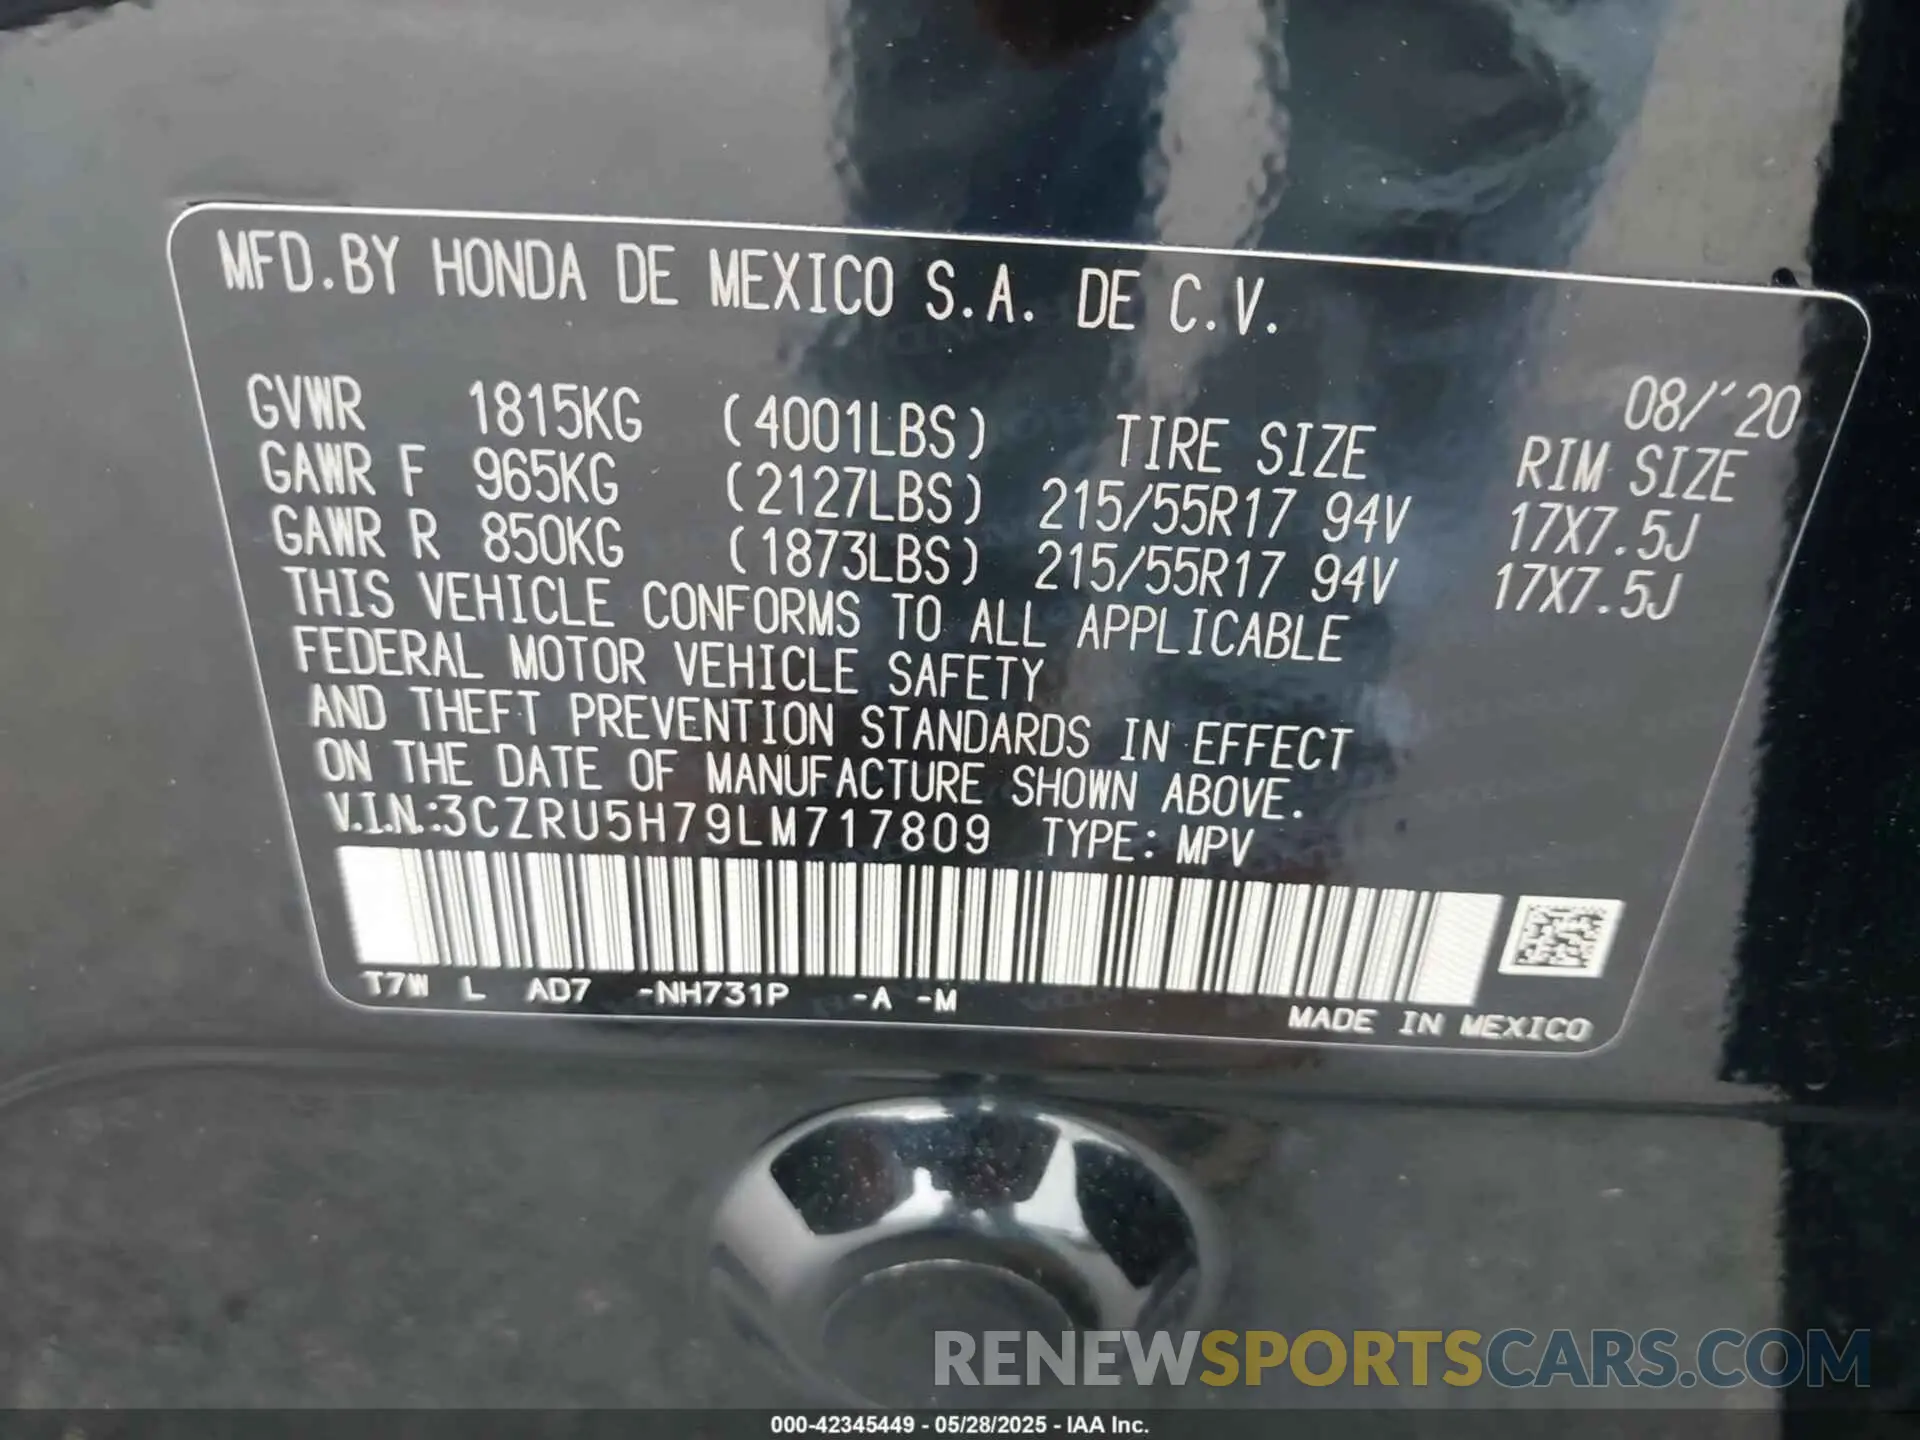 MFD.BY HONDA DE MEXICO S.A. DE C.V.
08/'20
GVWR 1815KG (4001LBS) TIRE SIZE RIM SIZE
GAWR F 965KG (2127LBS) 215/55R17 94V 17X7.5J
GAWR R 850KG (1873LBS) 215/55R17 94V 17X7.5J
THIS VEHICLE CONFORMS TO ALL APPLICABLE
FEDERAL MOTOR VEHICLE SAFETY
AND THEFT PREVENTION STANDARDS IN EFFECT
ON THE DATE OF MANUFACTURE SHOWN ABOVE.
V.I.N.:3CZRU5H79LM717809 TYPE: MPV
T7W L AD7 -NH731P -A -M
MADE IN MEXICO
RENEWSPORTSCARS.COM
000-42345449 - 05/28/2025 - IAA Inc.